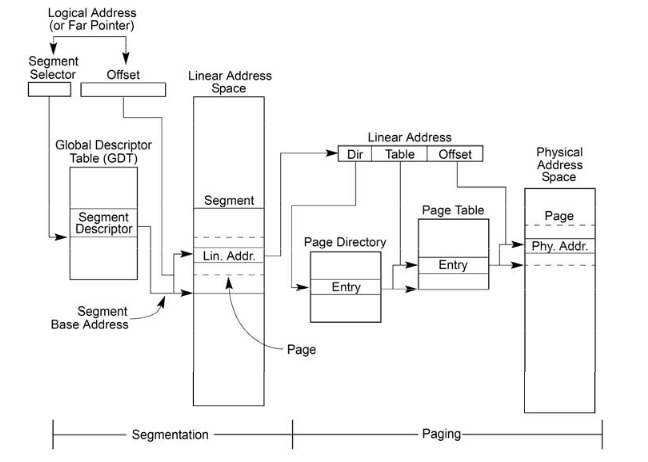 Logical Address
(or Far Pointer)
Segment
Selector
Offset
Linear Address
Space
Global Descriptor
Table (GDT)
Segment
Descriptor
Segment
Lin. Addr.
Segment
Base Address
Page
Linear Address
Dir Table Offset
Page Directory
Entry
Page Table
Entry
Physical
Address
Space
Page
Phy. Addr.
Segmentation
Paging